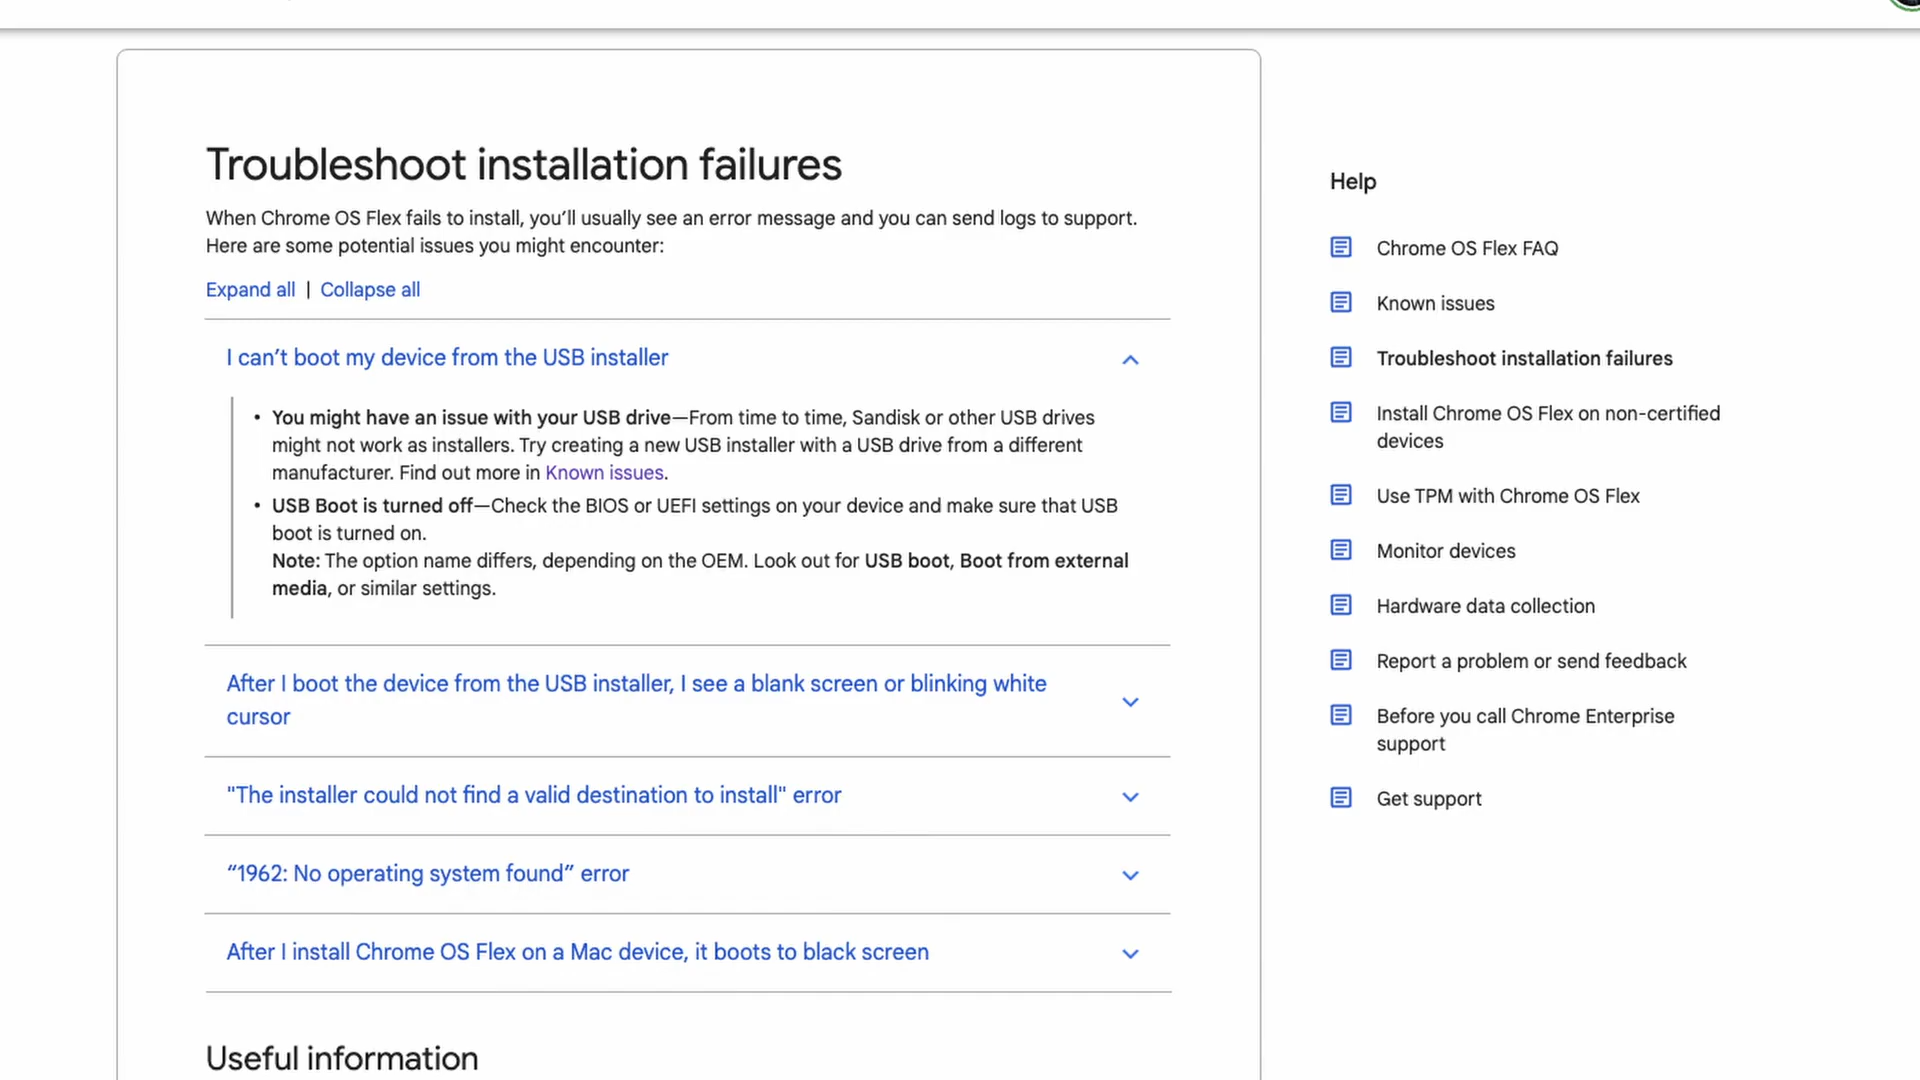 Troubleshoot installation failures
When Chrome OS Flex fails to install, you’ll usually see an error message and you can send logs to support.
Here are some potential issues you might encounter:
Expand all | Collapse all
I can’t boot my device from the USB installer
• You might have an issue with your USB drive—From time to time, Sandisk or other USB drives
might not work as installers. Try creating a new USB installer with a USB drive from a different
manufacturer. Find out more in Known issues.
• USB Boot is turned off—Check the BIOS or UEFI settings on your device and make sure that USB
boot is turned on.
Note: The option name differs, depending on the OEM. Look out for USB boot, Boot from external
media, or similar settings.
After I boot the device from the USB installer, I see a blank screen or blinking white
cursor
"The installer could not find a valid destination to install" error
“1962: No operating system found” error
After I install Chrome OS Flex on a Mac device, it boots to black screen
Useful information
Help
Chrome OS Flex FAQ
Known issues
Troubleshoot installation failures
Install Chrome OS Flex on non-certified
devices
Use TPM with Chrome OS Flex
Monitor devices
Hardware data collection
Report a problem or send feedback
Before you call Chrome Enterprise
support
Get support